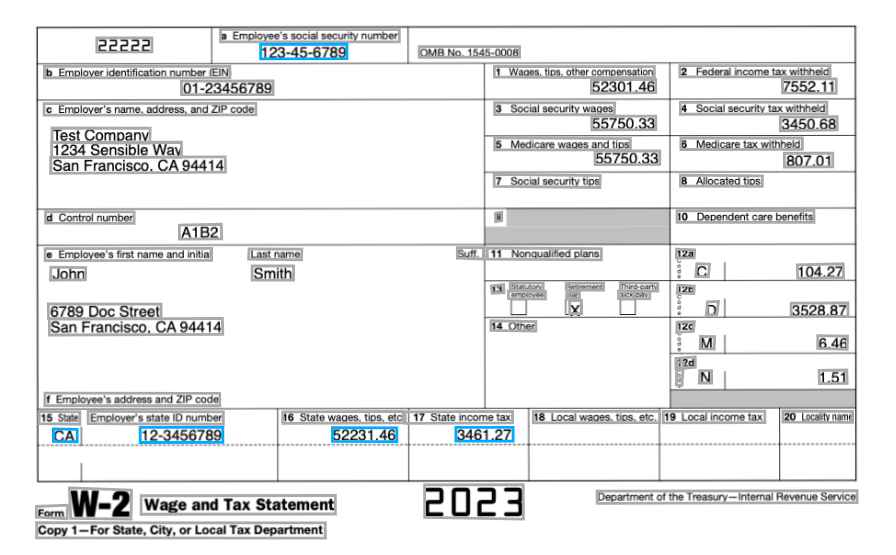 22222
a Employee's social security number
123-45-6789
OMB No. 1545-0008
b Employer identification number (EIN)
01-23456789
1 Wages, tips, other compensation
52301.46
2 Federal income tax withheld
7552.11
c Employer's name, address, and ZIP code
Test Company
1234 Sensible Way
San Francisco, CA 94414
3 Social security wages
55750.33
4 Social security tax withheld
3450.68
5 Medicare wages and tips
55750.33
6 Medicare tax withheld
807.01
7 Social security tips
8 Allocated tips
d Control number
A1B2
9
10 Dependent care benefits
e Employee's first name and initial
Last name
Suff.
John
Smith
6789 Doc Street
San Francisco, CA 94414
11 Nonqualified plans
12a
C 104.27
13 Statutory employee
Retirement
Third-party sick pay
X
12b
D 3528.87
14 Other
12c
M 6.46
12d
N 1.51
f Employee's address and ZIP code
15 State Employer's state ID number
16 State wages, tips, etc.
17 State income tax
18 Local wages, tips, etc.
19 Local income tax
20 Locality name
CA 12-3456789 52231.46 3461.27
Form W-2 Wage and Tax Statement
2023
Department of the Treasury—Internal Revenue Service
Copy 1—For State, City, or Local Tax Department